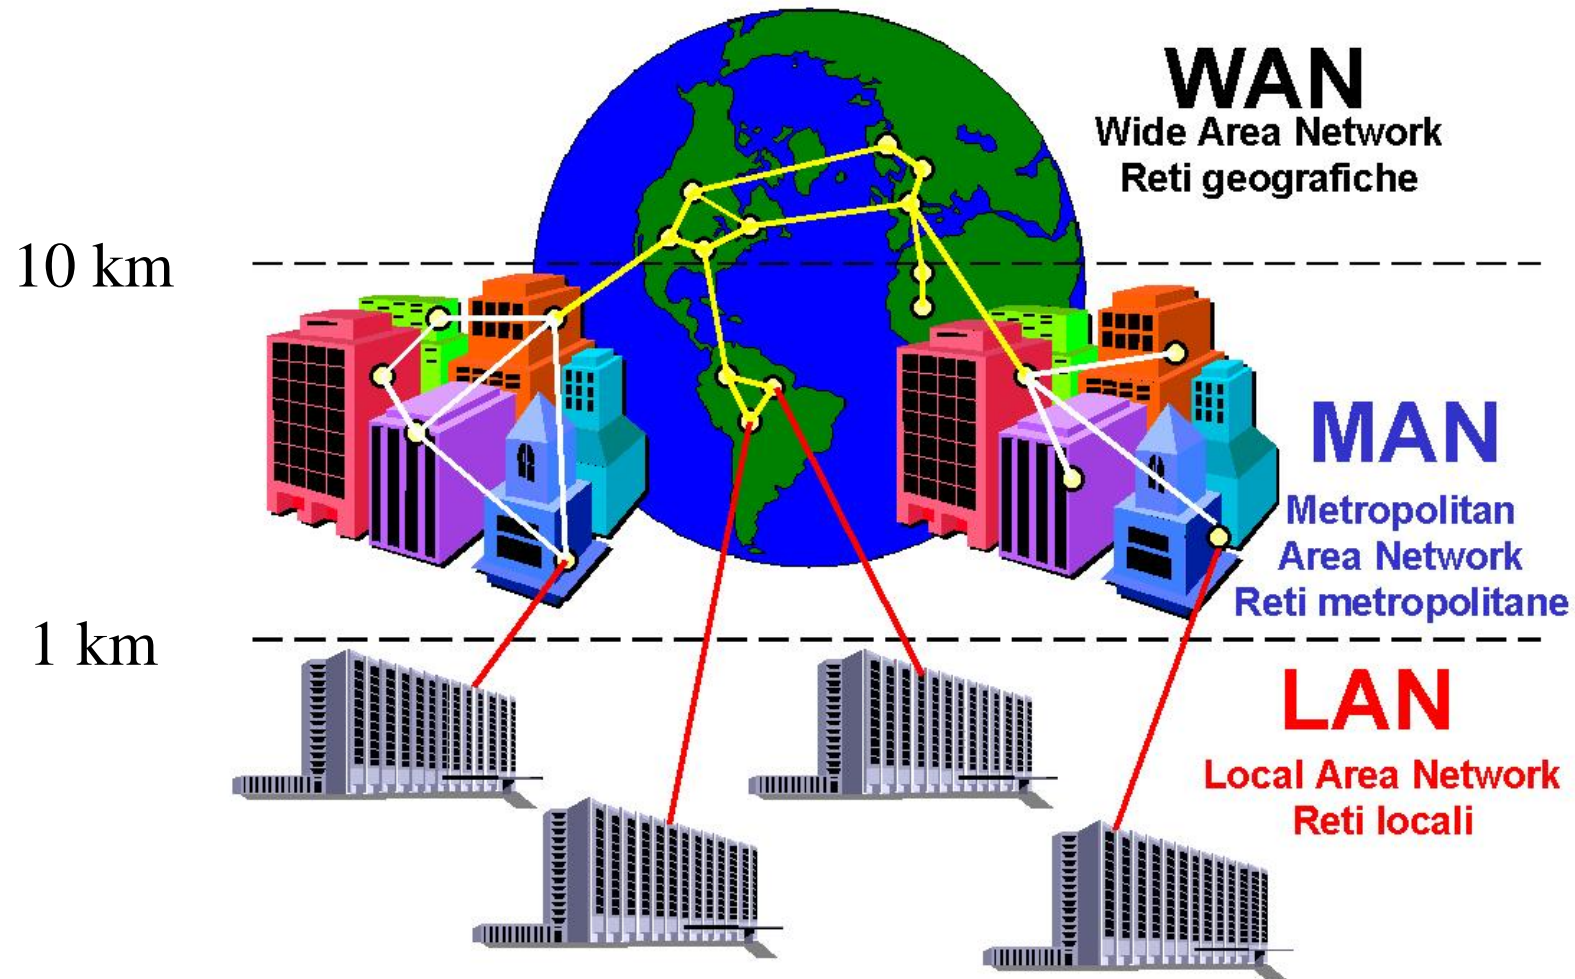 WAN
Wide Area Network
Reti geografiche
10 km
MAN
Metropolitan
Area Network
Reti metropolitane
1 km
LAN
Local Area Network
Reti locali